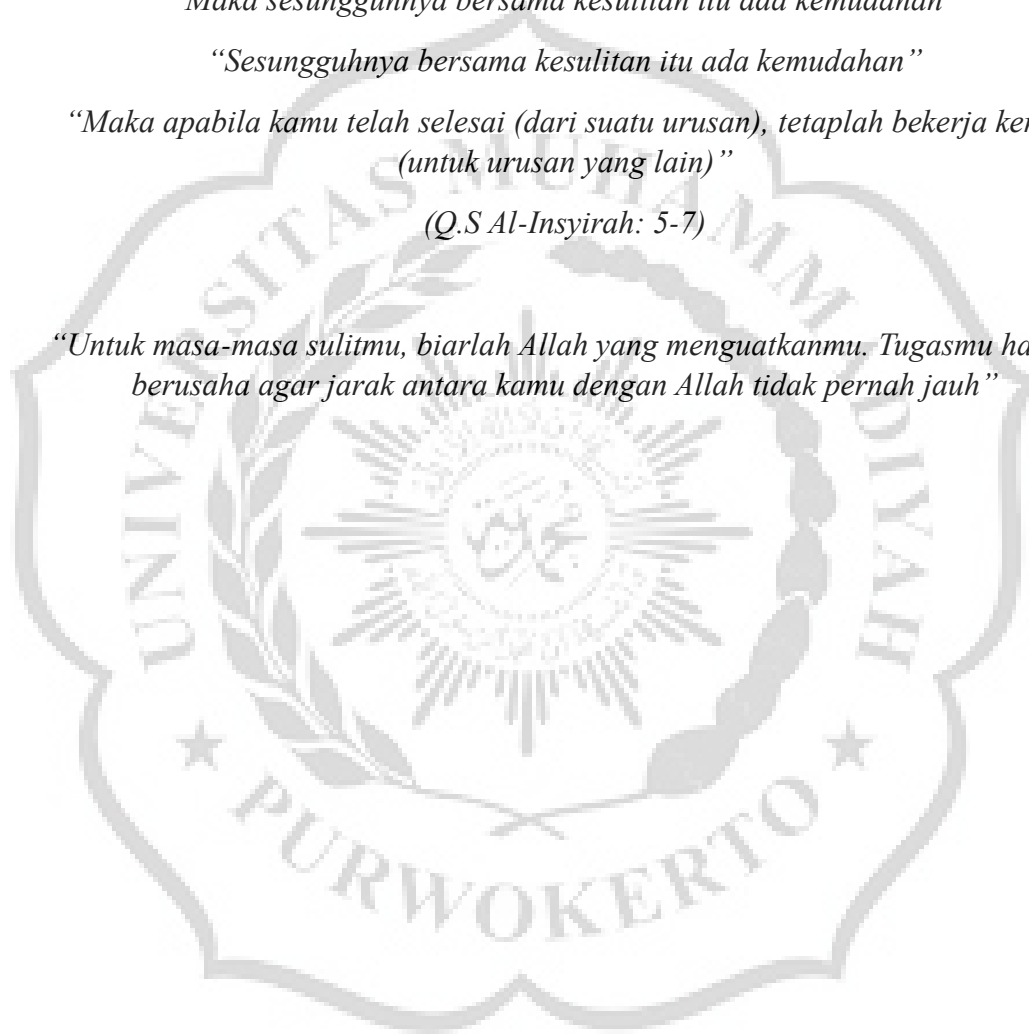 Maka sesungguhnya bersama kesulitan itu ada kemudahan
“Sesungguhnya bersama kesulitan itu ada kemudahan”
“Maka apabila kamu telah selesai (dari suatu urusan), tetaplah bekerja
(untuk urusan yang lain)”
(Q.S Al-Insyirah: 5-7)
“Untuk masa-masa sulitmu, biarlah Allah yang menguatkanmu. Tugasmu
berusaha agar jarak antara kamu dengan Allah tidak pernah jauh”
UNIVERSITAS MUHAMMADIYAH
PURWOKERTO